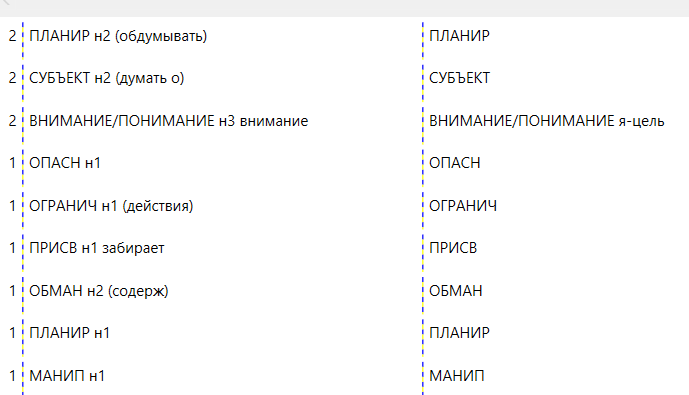 2 ПЛАНИР н2 (обдумывать) ПЛАНИР
2 СУБЪЕКТ н2 (думать о) СУБЪЕКТ
2 ВНИМАНИЕ/ПОНИМАНИЕ н3 внимание ВНИМАНИЕ/ПОНИМАНИЕ я-цель
1 ОПАСН н1 ОПАСН
1 ОГРАНИЧ н1 (действия) ОГРАНИЧ
1 ПРИСВ н1 забирает ПРИСВ
1 ОБМАН н2 (содерж) ОБМАН
1 ПЛАНИР н1 ПЛАНИР
1 МАНИП н1 МАНИП